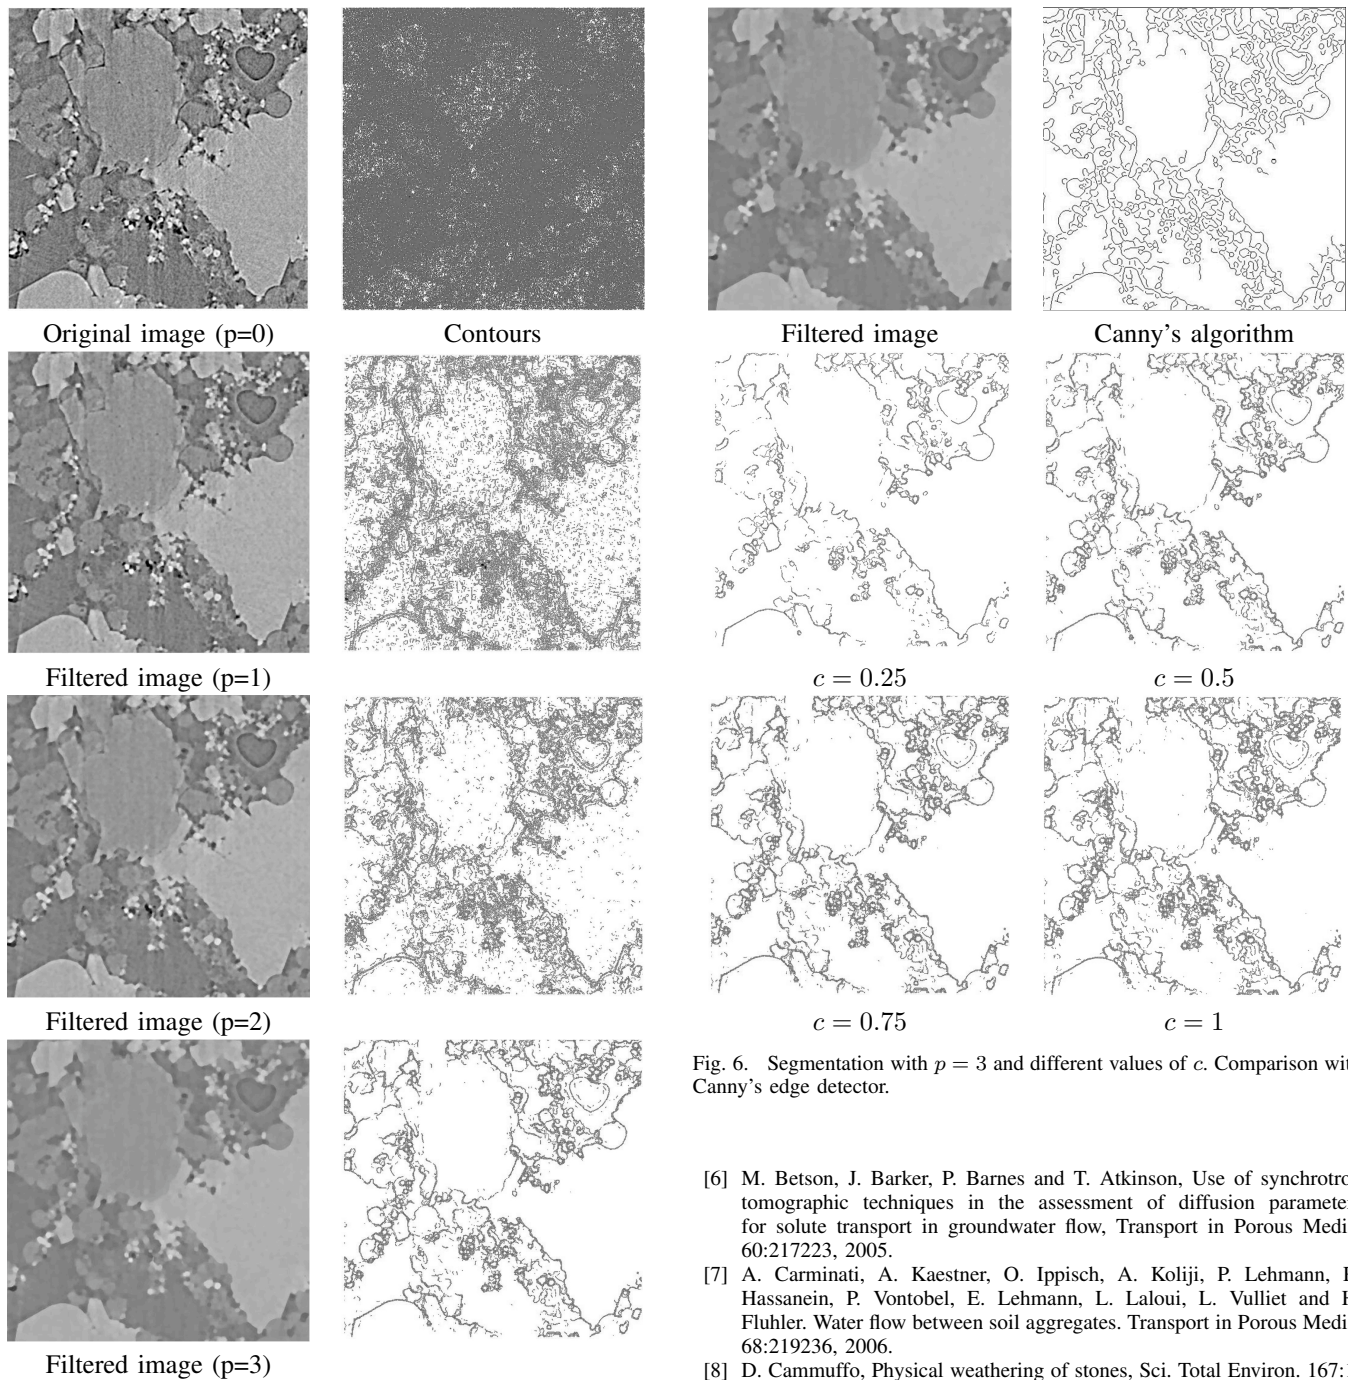 Original image (p=0)
Contours
Filtered image (p=1)
Filtered image (p=2)
Filtered image (p=3)
Filtered image
Canny's algorithm
c = 0.25
c = 0.5
c = 0.75
c = 1
Fig. 6. Segmentation with p = 3 and different values of c. Comparison wit
Canny's edge detector.
[6] M. Betson, J. Barker, P. Barnes and T. Atkinson, Use of synchrotro
tomographic techniques in the assessment of diffusion parameter
for solute transport in groundwater flow, Transport in Porous Medi
60:217223, 2005.
[7] A. Carminati, A. Kaestner, O. Ippisch, A. Koliji, P. Lehmann,
Hassanein, P. Vontobel, E. Lehmann, L. Laloui, L. Vulliet and
Fluhler. Water flow between soil aggregates. Transport in Porous Medi
68:219236, 2006.
[8] D. Cammuffo, Physical weathering of stones, Sci. Total Environ. 167: